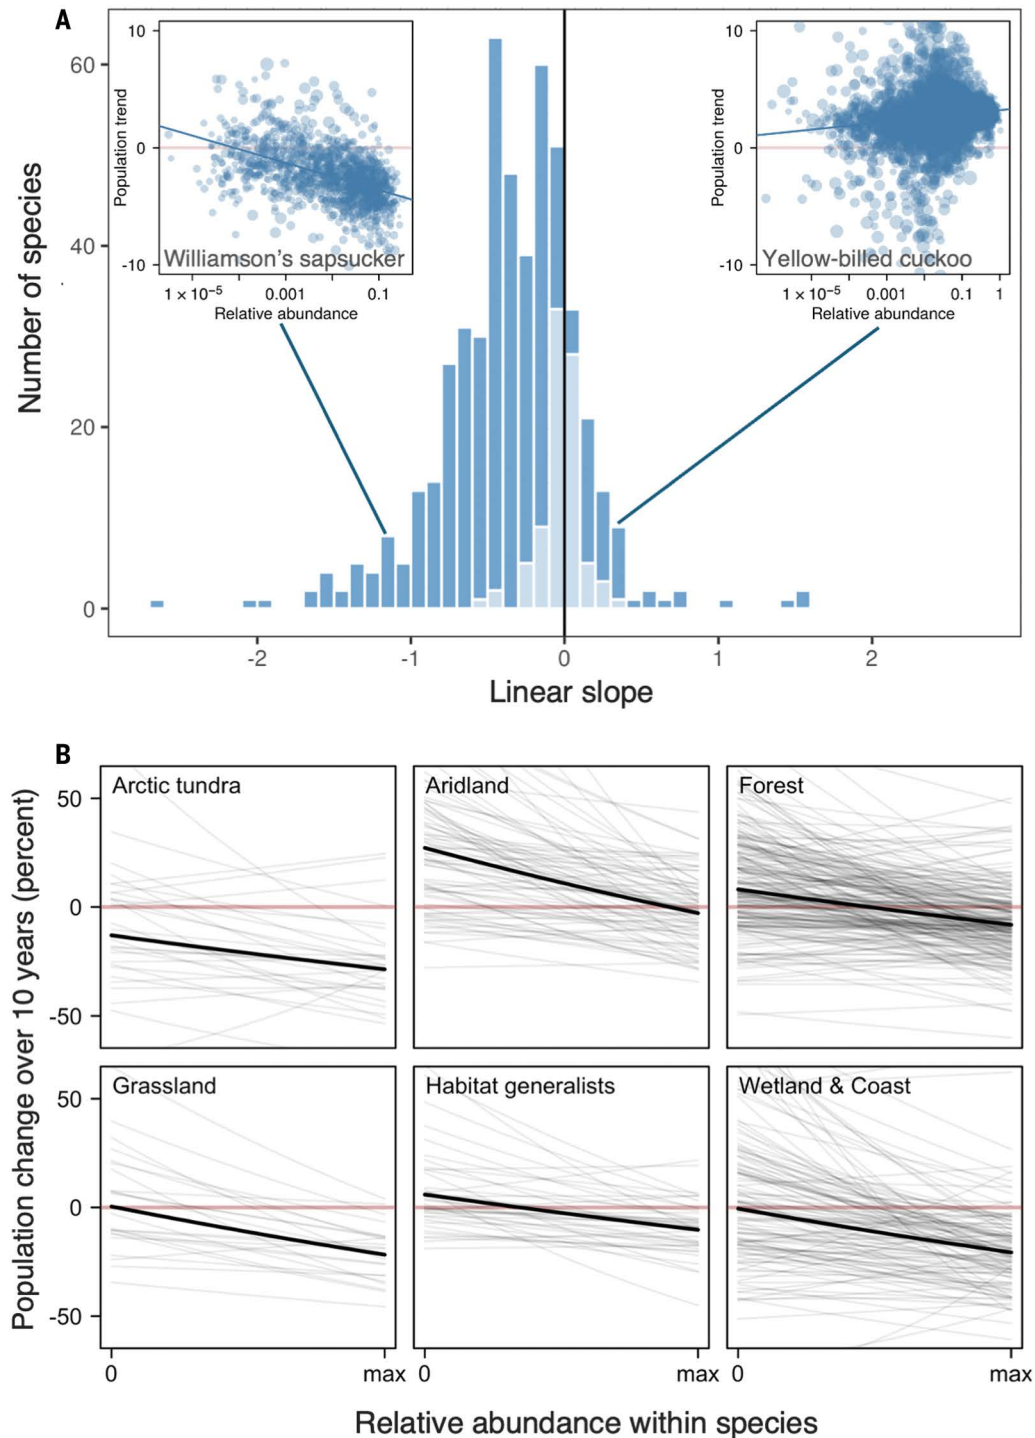 A
60
40
20
0
Number of species
-2
-1
0
1
2
Linear slope
10
0
-10
Population trend
Williamson's sapsucker
1 × 10⁻⁵
0.001
0.1
Relative abundance
10
0
-10
Population trend
Yellow-billed cuckoo
1 × 10⁻⁵
0.001
0.1
1
Relative abundance
B
Population change over 10 years (percent)
Arctic tundra
Aridland
Forest
50
0
-50
Grassland
Habitat generalists
Wetland & Coast
50
0
-50
0
max
0
max
0
max
Relative abundance within species